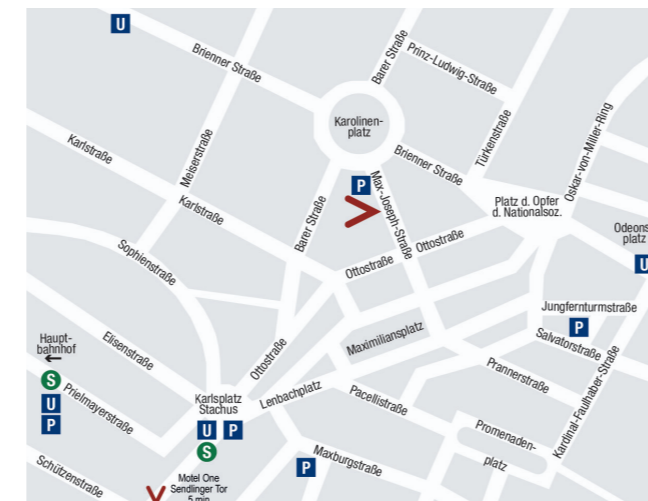 U
Brienner Straße
Barer Straße
Prinz-Ludwig-Straße
Karolinen-
platz
Türkenstraße
Oskar-von-Miller-Ring
Karlstraße
Meiserstraße
Brienner Straße
P
Max-Joseph-Straße
Karlstraße
Barer Straße
Platz d. Opfer
d. Nationalsoz.
Odeons
platz
U
Sophienstraße
Ottostraße
Ottostraße
Jungfernturmstraße
P
Salvatorstraße
Haupt-
bahnhof
S
U
P
Elisenstraße
Ottostraße
Maximiliansplatz
Prannerstraße
Kardinal-Faulhaber-Straße
Prielmayerstraße
Karlsplatz
Stachus
U P
S
Lenbachplatz
Pacellistraße
Promenaden-
platz
Maxburgstraße
P
Schützenstraße
Motel One
Sendlinger Tor
5 min